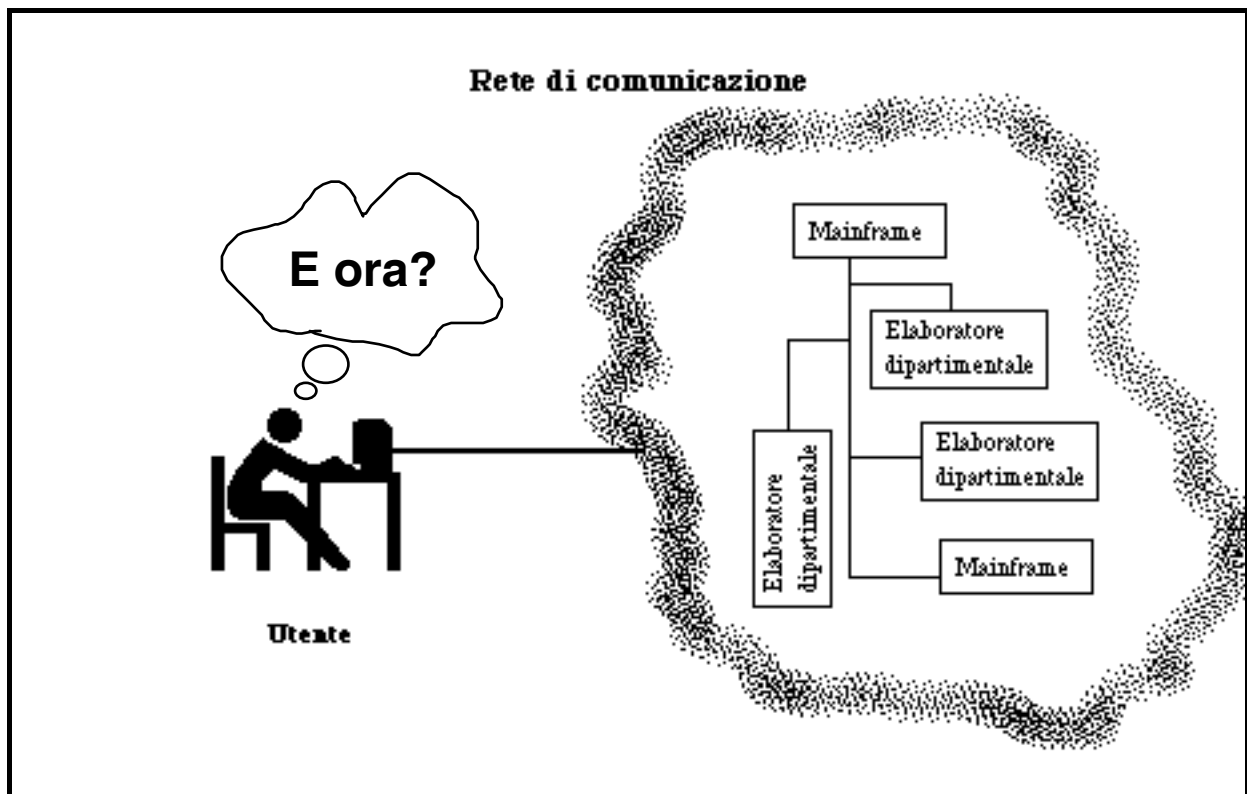 Rete di comunicazione
E ora?
Mainframe
Elaboratore
dipartimentale
Elaboratore
dipartimentale
Elaboratore
dipartimentale
Mainframe
Utente